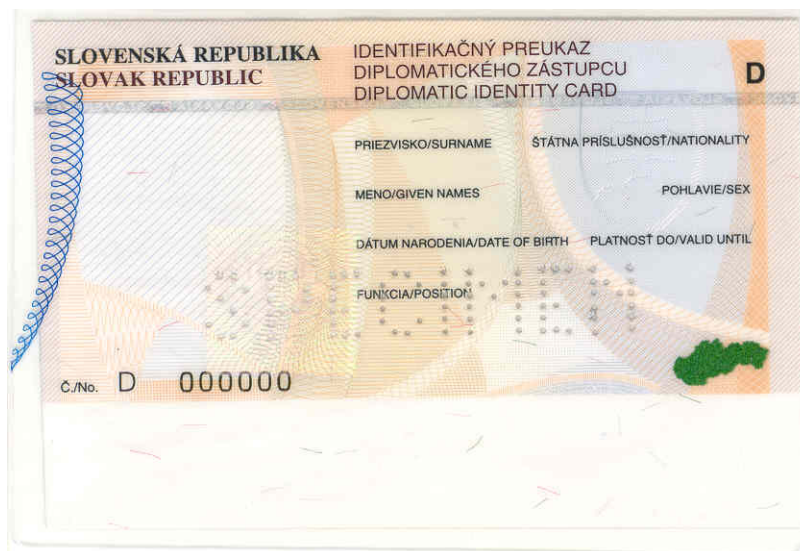 SLOVENSKÁ REPUBLIKA
SLOVAK REPUBLIC
IDENTIFIKAČNÝ PREUKAZ
DIPLOMATICKÉHO ZÁSTUPCU
DIPLOMATIC IDENTITY CARD
D
PRIEZVISKO/SURNAME
ŠTÁTNA PRÍSLUŠNOSŤ/NATIONALITY
MENO/GIVEN NAMES
POHLAVIE/SEX
DÁTUM NARODENIA/DATE OF BIRTH
PLATNOSŤ DO/VALID UNTIL
FUNKCIA/POSITION
Č./No. D 000000